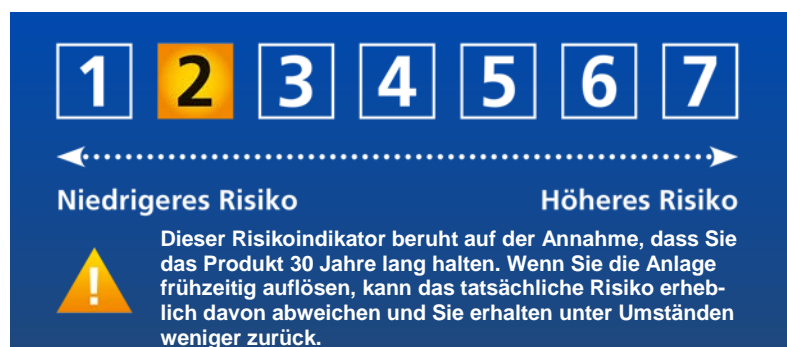 1 2 3 4 5 6 7
Niedrigeres Risiko Höheres Risiko
Dieser Risikoindikator beruht auf der Annahme, dass Sie
das Produkt 30 Jahre lang halten. Wenn Sie die Anlage
frühzeitig auflösen, kann das tatsächliche Risiko erheb-
lich davon abweichen und Sie erhalten unter Umständen
weniger zurück.